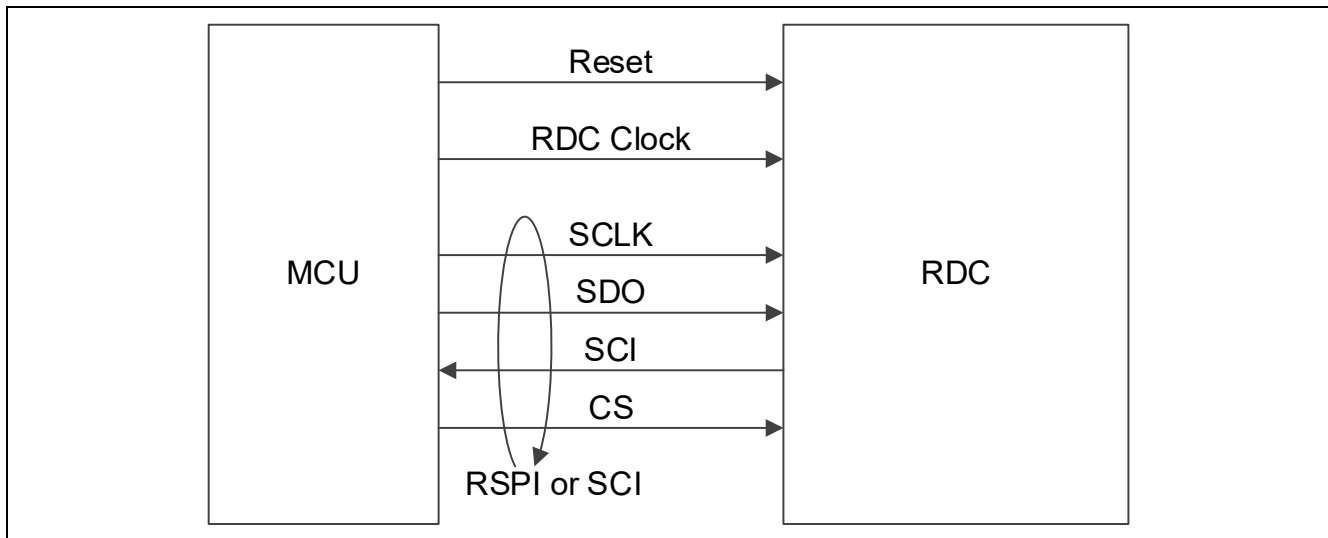 Reset
RDC Clock
SCLK
MCU
RDC
SDO
SCI
CS
RSPI or SCI